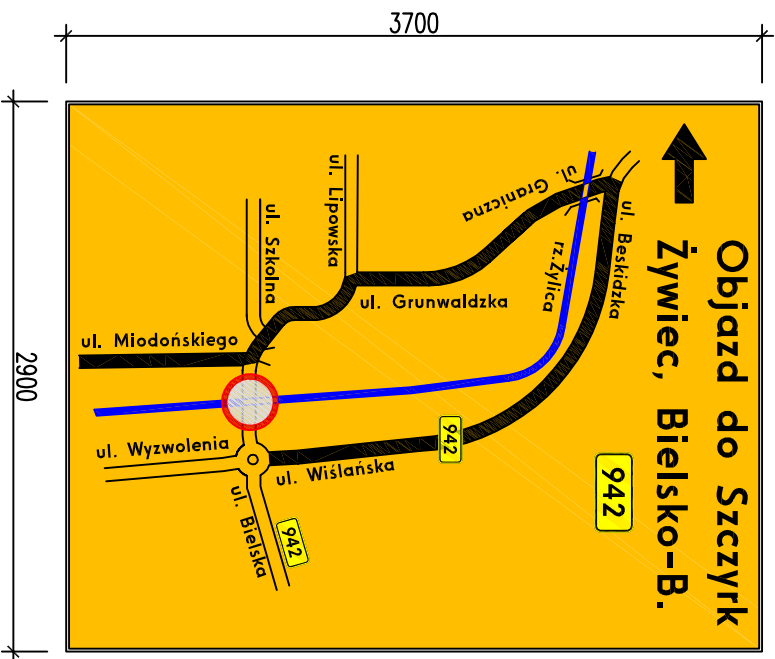 3700
2900
Objazd do Szczyrk
Żywiec, Bielsko-B.
942
ul. Beskidzka
rz.Żylica
ul. Graniczna
ul. Lipowska
ul. Grunwaldzka
ul. Szkolna
ul. Miodońskiego
942
ul. Wiślańska
ul. Wyzwolenia
ul. Bielska
942